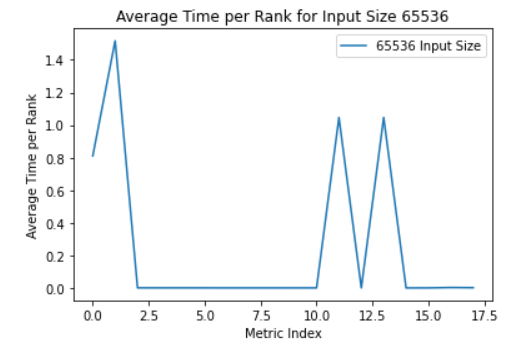 Average Time per Rank for Input Size 65536
65536 Input Size
Average Time per Rank
1.4
1.2
1.0
0.8
0.6
0.4
0.2
0.0
0.0 2.5 5.0 7.5 10.0 12.5 15.0 17.5
Metric Index